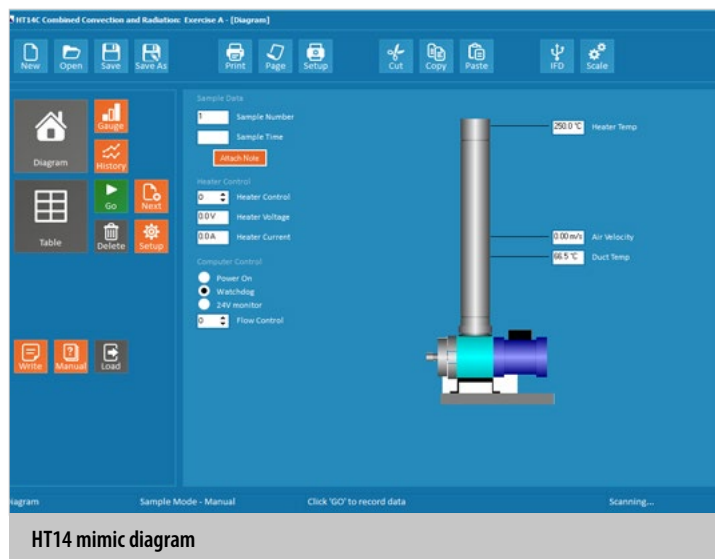 HT14C Combined Convection and Radiation: Exercise A - [Diagram]
New Open Save Save As Print Page Setup Cut Copy Paste IFD Scale
Diagram
Gauge
History
Table
Go
Next
Delete
Setup
Write
Manual
Load
Sample Data
1 Sample Number
Sample Time
Attach Note
Heater Control
0 Heater Control
0.0 V Heater Voltage
0.0 A Heater Current
Computer Control
Power On
Watchdog
24V monitor
0 Flow Control
250.0 °C Heater Temp
0.00 m/s Air Velocity
66.5 °C Duct Temp
iagram Sample Mode - Manual Click 'GO' to record data Scanning...
HT14 mimic diagram